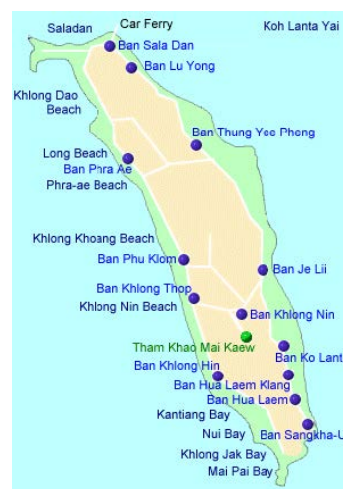 Car Ferry
Saladan
Koh Lanta Yai
Ban Sala Dan
Ban Lu Yong
Khlong Dao
Beach
Ban Thung Yee Pheng
Long Beach
Ban Phra Ae
Phra-ae Beach
Khlong Khoang Beach
Ban Phu Klom
Ban Je Lii
Ban Khlong Thop
Khlong Nin Beach
Ban Khlong Nin
Tham Khao Mai Kaew
Ban Ko Lant
Ban Khlong Hin
Ban Hua Laem Klang
Ban Hua Laem
Kantiang Bay
Nui Bay
Ban Sangkha-U
Khlong Jak Bay
Mai Pai Bay